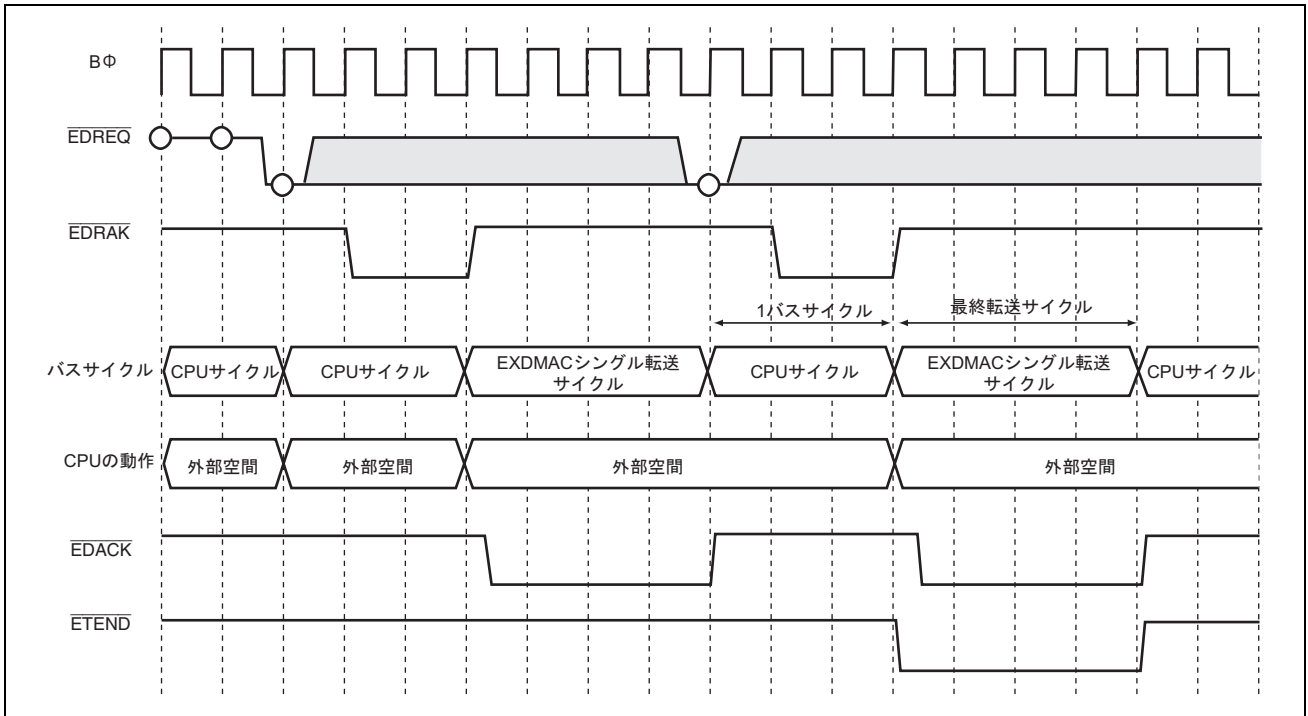 BΦ
EDREQ
EDRAK
1バスサイクル
最終転送サイクル
バスサイクル
CPUサイクル
CPUサイクル
EXDMACシングル転送
サイクル
CPUサイクル
EXDMACシングル転送
サイクル
CPUサイクル
CPUの動作
外部空間
外部空間
外部空間
外部空間
EDACK
ETEND